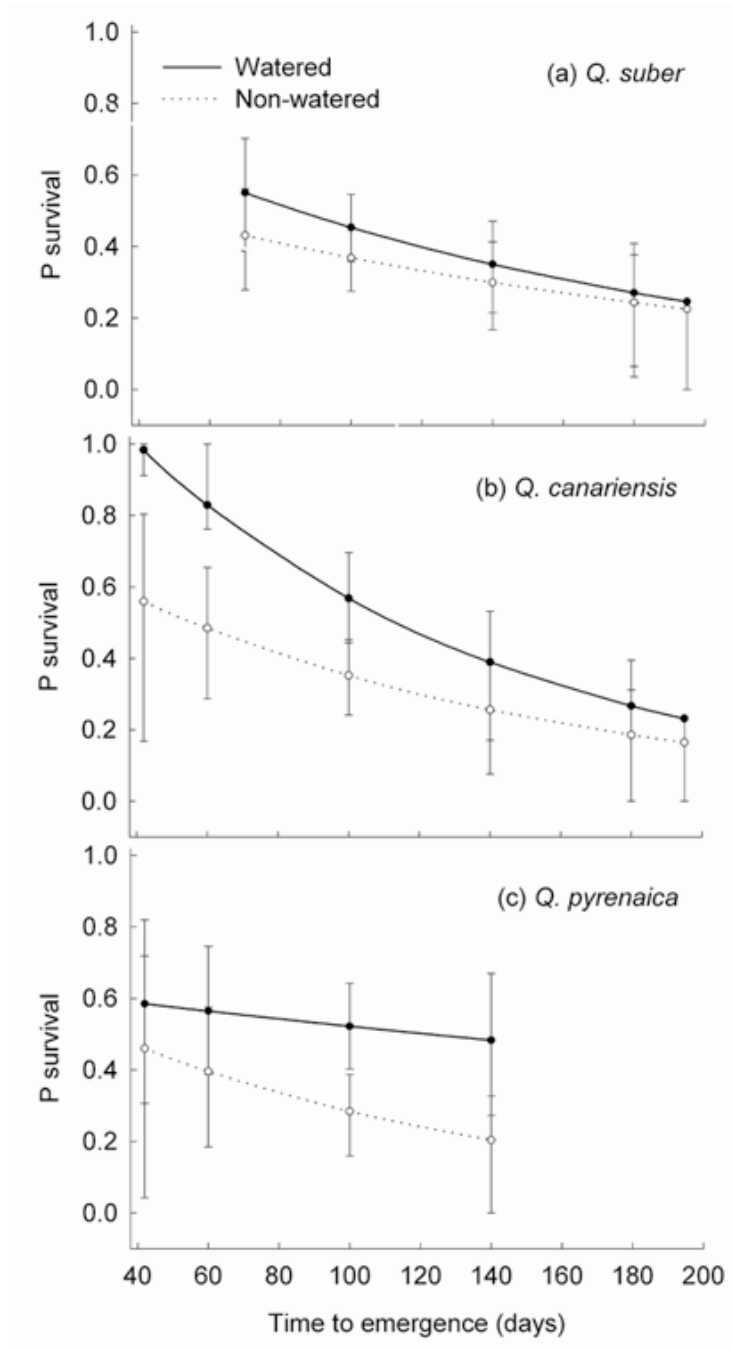 1.0
Watered
(a) Q. suber
0.8
Non-watered
0.6
P survival
0.4
0.2
0.0
1.0
(b) Q. canariensis
0.8
0.6
P survival
0.4
0.2
0.0
1.0
(c) Q. pyrenaica
0.8
0.6
P survival
0.4
0.2
0.0
40 60 80 100 120 140 160 180 200
Time to emergence (days)